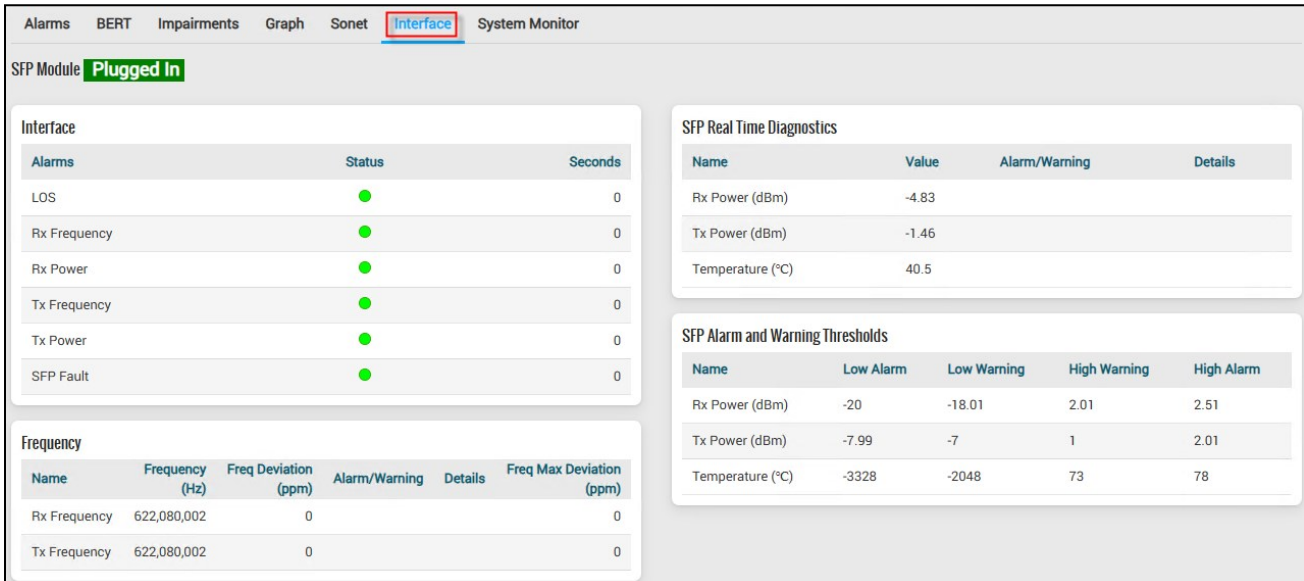 Alarms BERT Impairments Graph Sonet Interface System Monitor
SFP Module Plugged In
Interface
Alarms Status Seconds
LOS 0
Rx Frequency 0
Rx Power 0
Tx Frequency 0
Tx Power 0
SFP Fault 0
Frequency
Name Frequency (Hz) Freq Deviation (ppm) Alarm/Warning Details Freq Max Deviation (ppm)
Rx Frequency 622,080,002 0 0
Tx Frequency 622,080,002 0 0
SFP Real Time Diagnostics
Name Value Alarm/Warning Details
Rx Power (dBm) -4.83
Tx Power (dBm) -1.46
Temperature (°C) 40.5
SFP Alarm and Warning Thresholds
Name Low Alarm Low Warning High Warning High Alarm
Rx Power (dBm) -20 -18.01 2.01 2.51
Tx Power (dBm) -7.99 -7 1 2.01
Temperature (°C) -3328 -2048 73 78